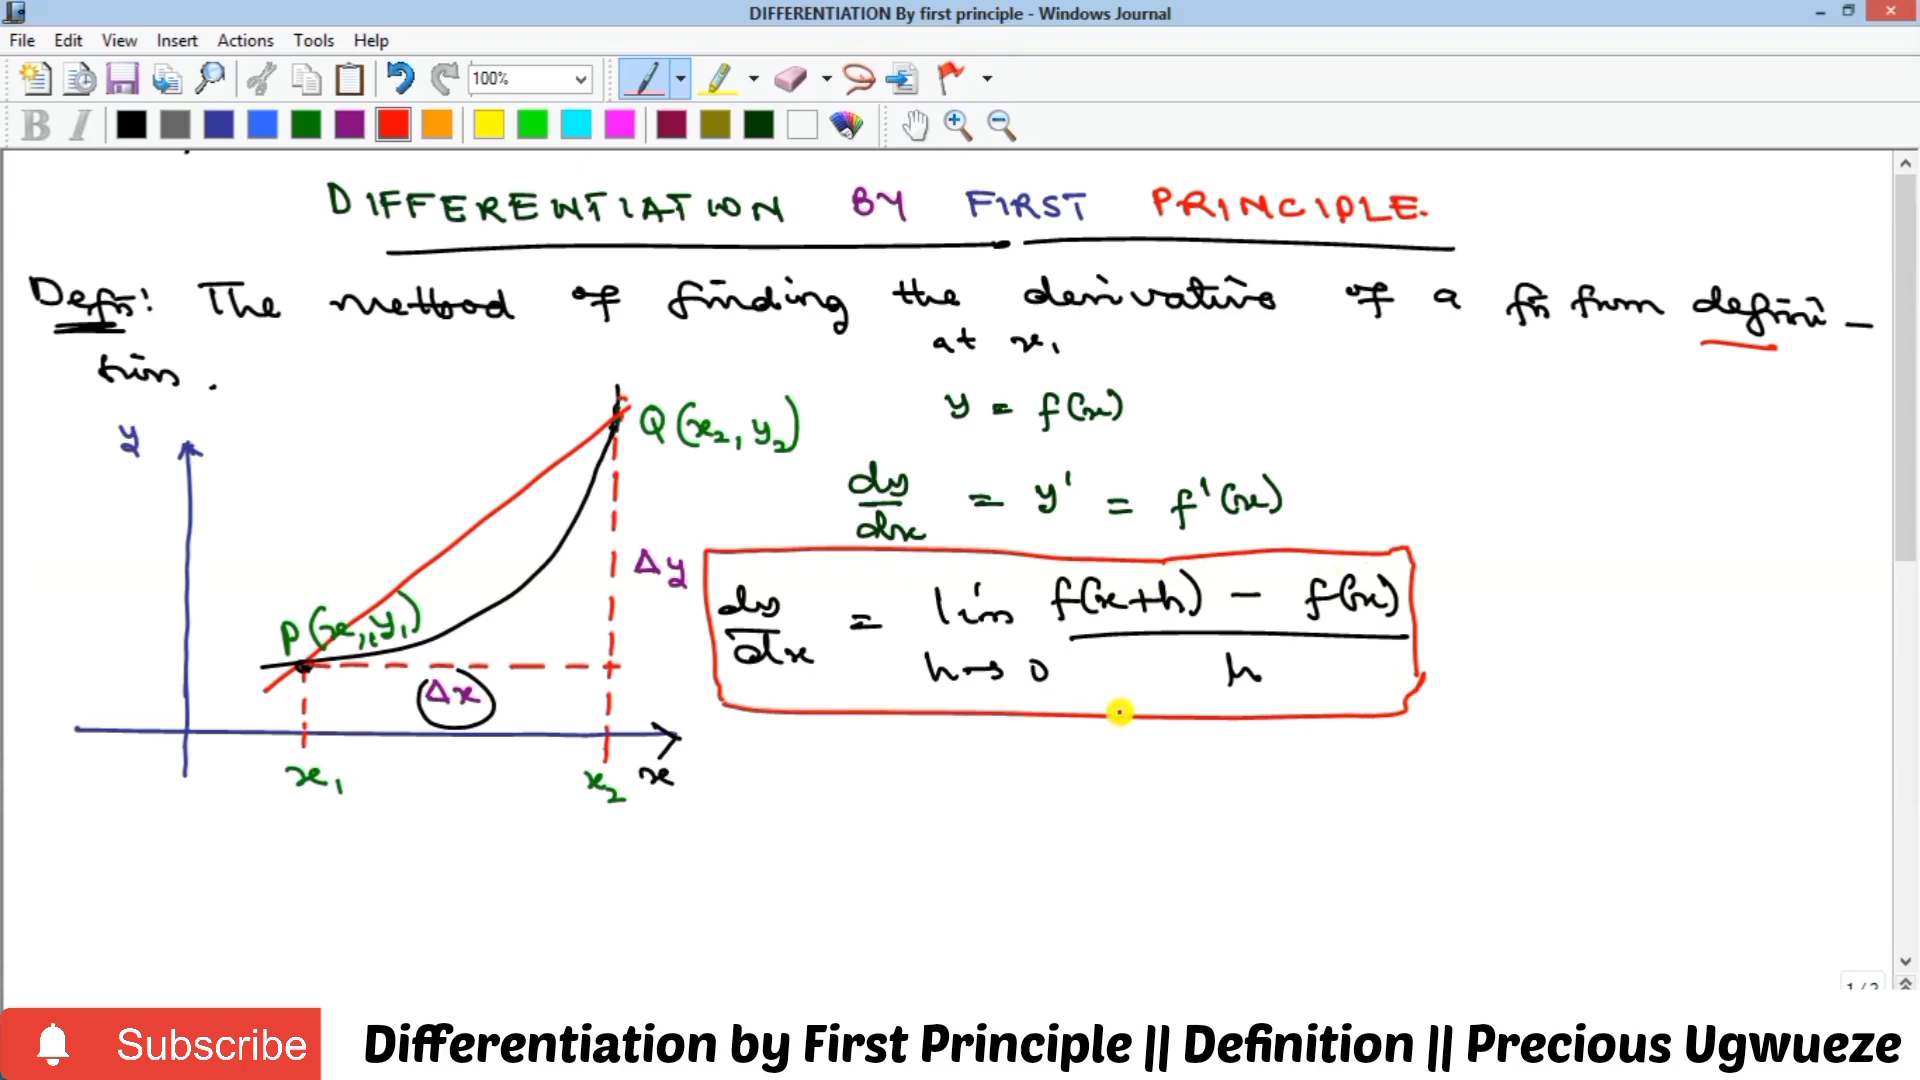 DIFFERENTIATION By first principle - Windows Journal
File Edit View Insert Actions Tools Help
100%
B I
DIFFERENTIATION BY FIRST PRINCIPLE.
Defn: The method of finding the derivative of a fn from defini -
tion.
at x₁
y = f(x)
y
Q(x₂, y₂)
dy/dx = y' = f'(x)
Δy
dy/dx = lim h→0 f(x+h) - f(x) / h
P(x₁, y₁)
Δx
x₁ x₂ x
1/2
Subscribe
Differentiation by First Principle || Definition || Precious Ugwueze